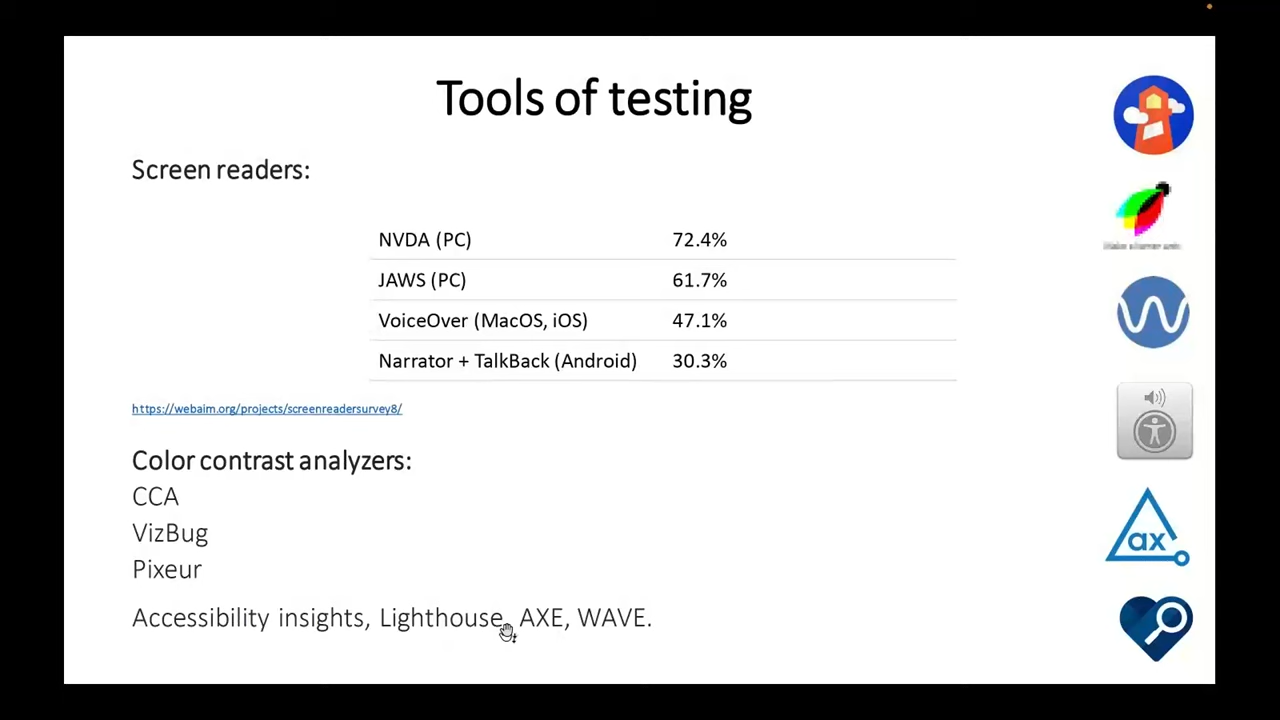 Tools of testing
Screen readers:
NVDA (PC) 72.4%
JAWS (PC) 61.7%
VoiceOver (MacOS, iOS) 47.1%
Narrator + TalkBack (Android) 30.3%
https://webaim.org/projects/screenreadersurvey8/
Color contrast analyzers:
CCA
VizBug
Pixeur
Accessibility insights, Lighthouse, AXE, WAVE.
ax